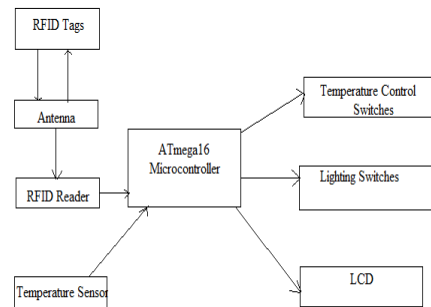 RFID Tags
Antenna
RFID Reader
Temperature Sensor
ATmega16
Microcontroller
Temperature Control
Switches
Lighting Switches
LCD